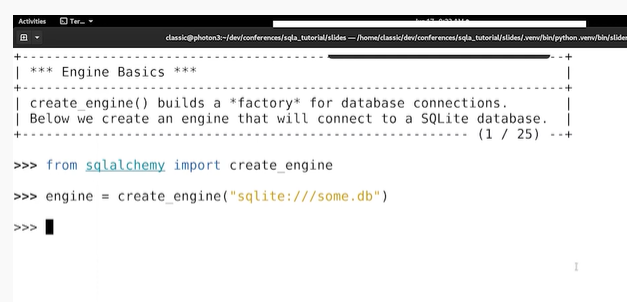 Activities Ter...
classic@photon3:~/dev/conferences/sqla_tutorial/slides — /home/classic/dev/conferences/sqla_tutorial/slides/.venv/bin/python .venv/bin/slider
*** Engine Basics ***
create_engine() builds a *factory* for database connections.
Below we create an engine that will connect to a SQLite database.
(1 / 25)
>>> from sqlalchemy import create_engine
>>> engine = create_engine("sqlite:///some.db")
>>>